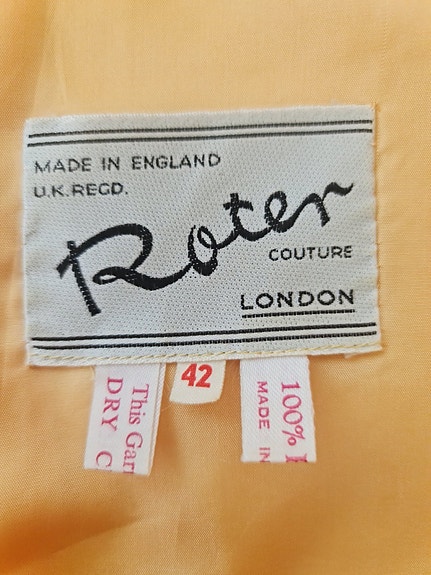 MADE IN ENGLAND
U.K.REGD.
Roter
COUTURE
LONDON
42
This Gar
DRY C
100%
MADE IN